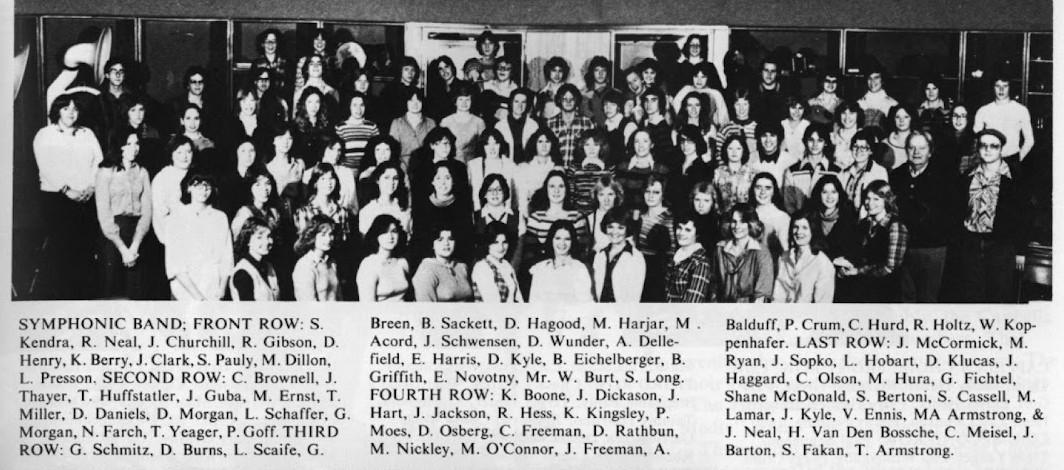 SYMPHONIC BAND; FRONT ROW: S.
Kendra, R. Neal, J. Churchill, R. Gibson, D.
Henry, K. Berry, J. Clark, S. Pauly, M. Dillon,
L. Presson. SECOND ROW: C. Brownell, J.
Thayer, T. Huffstatler, J. Guba, M. Ernst, T.
Miller, D. Daniels, D. Morgan, L. Schaffer, G.
Morgan, N. Farch, T. Yeager, P. Goff. THIRD
ROW: G. Schmitz, D. Burns, L. Scaife, G.
Breen, B. Sackett, D. Hagood, M. Harjar, M .
Acord, J. Schwensen, D. Wunder, A. Delle-
field, E. Harris, D. Kyle, B. Eichelberger, B.
Griffith, E. Novotny, Mr. W. Burt, S. Long.
FOURTH ROW: K. Boone, J. Dickason, J.
Hart, J. Jackson, R. Hess, K. Kingsley, P.
Moes, D. Osberg, C. Freeman, D. Rathbun,
M. Nickley, M. O'Connor, J. Freeman, A.
Balduff, P. Crum, C. Hurd, R. Holtz, W. Kop-
penhafer. LAST ROW: J. McCormick, M.
Ryan, J. Sopko, L. Hobart, D. Klucas, J.
Haggard, C. Olson, M. Hura, G. Fichtel,
Shane McDonald, S. Bertoni, S. Cassell, M.
Lamar, J. Kyle, V. Ennis, MA Armstrong, &
J. Neal, H. Van Den Bossche, C. Meisel, J.
Barton, S. Fakan, T. Armstrong.